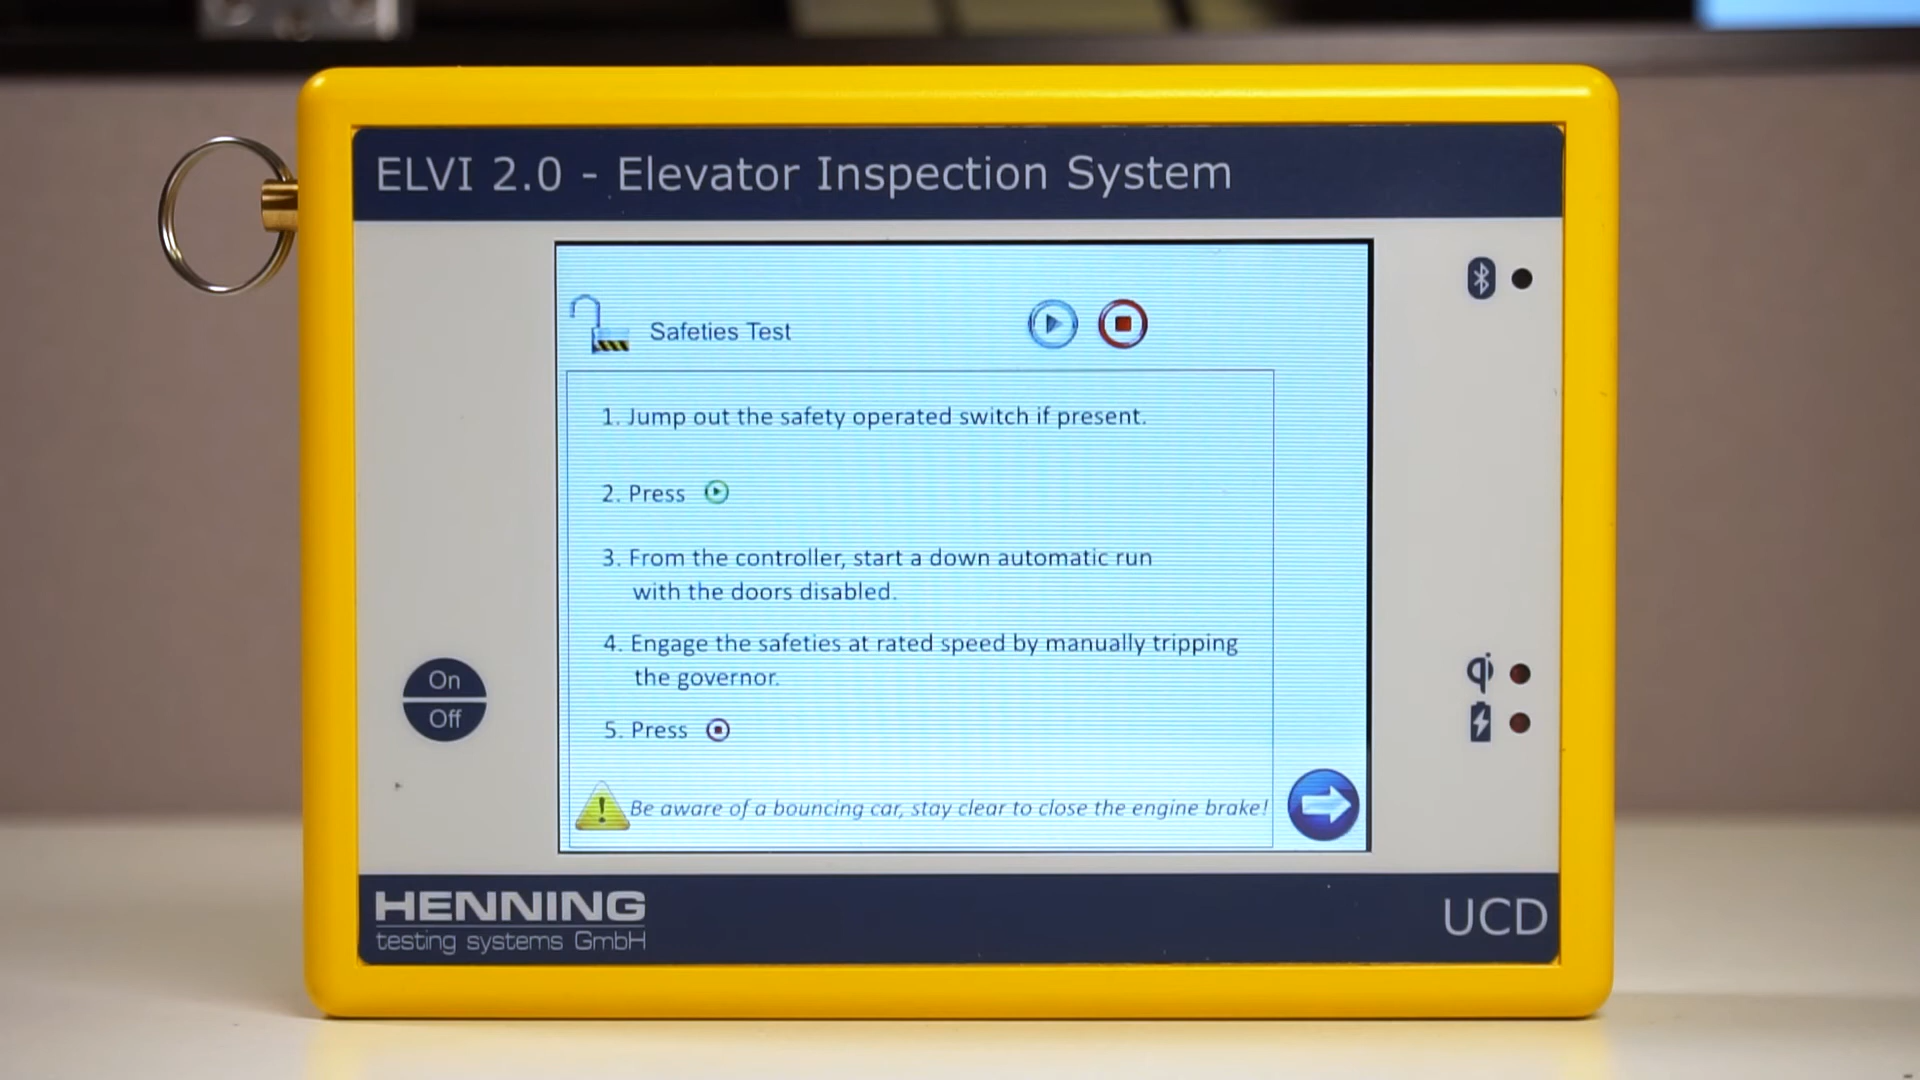 ELVI 2.0 - Elevator Inspection System
Safeties Test
1. Jump out the safety operated switch if present.
2. Press
3. From the controller, start a down automatic run
with the doors disabled.
4. Engage the safeties at rated speed by manually tripping
the governor.
5. Press
Be aware of a bouncing car, stay clear to close the engine brake!
On
Off
qi
HENNING
testing systems GmbH
UCD